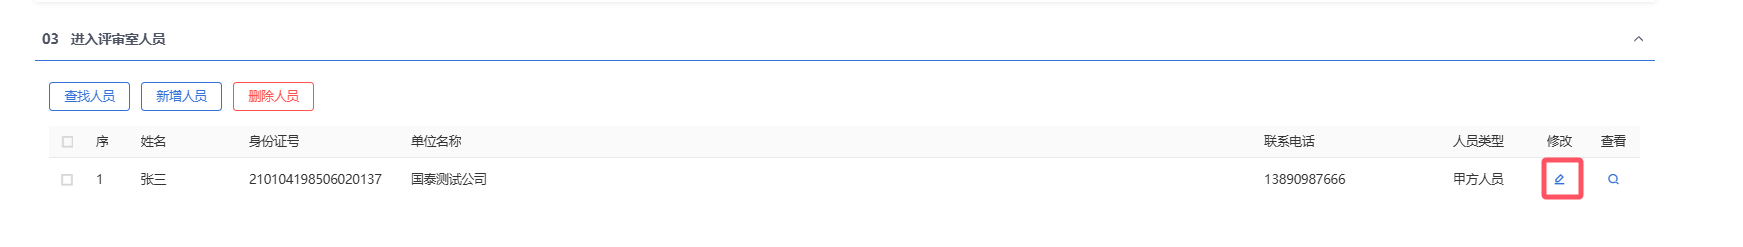 03 进入评审室人员
查找人员 新增人员 删除人员
序 姓名 身份证号 单位名称 联系电话 人员类型 修改 查看
1 张三 210104198506020137 国泰测试公司 13890987666 甲方人员